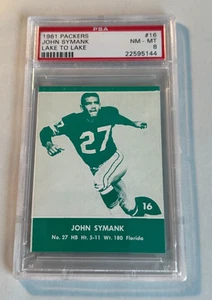 PSA
1961 PACKERS #16
JOHN SYMANK NM - MT
LAKE TO LAKE 8
22595144
27
16
JOHN SYMANK
No. 27 HB Ht. 5-11 Wt. 180 Florida